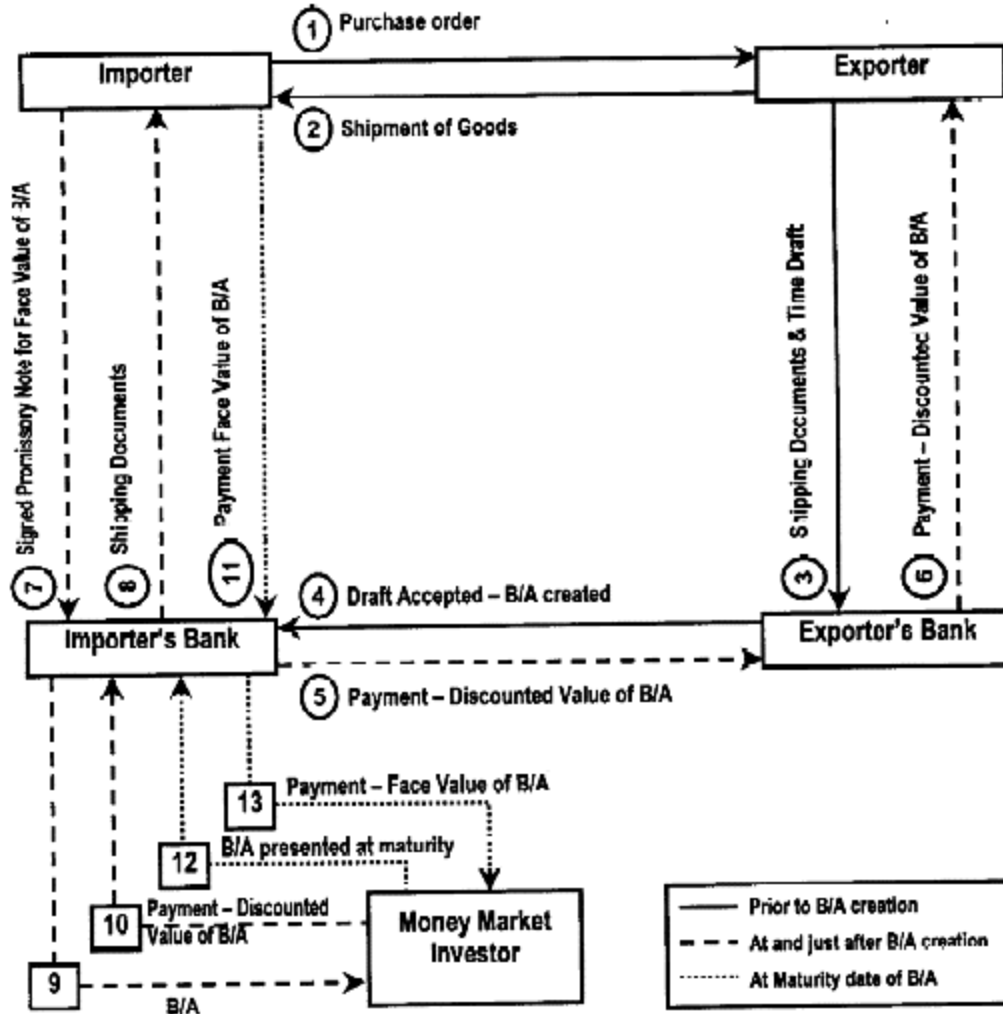 1 Purchase order
Importer
Exporter
2 Shipment of Goods
7 Signed Promissory Note for Face Value of B/A
8 Shipping Documents
11 Payment Face Value of B/A
3 Shipping Documents & Time Draft
6 Payment – Discounted Value of B/A
4 Draft Accepted – B/A created
Importer's Bank
Exporter's Bank
5 Payment – Discounted Value of B/A
13 Payment – Face Value of B/A
12 B/A presented at maturity
10 Payment – Discounted
Value of B/A
Money Market
Investor
9
B/A
Prior to B/A creation
At and just after B/A creation
At Maturity date of B/A